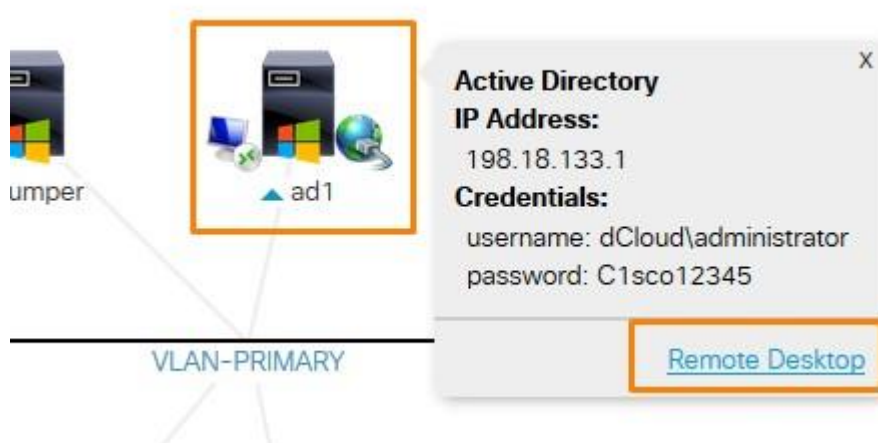 x
Active Directory
IP Address:
198.18.133.1
Credentials:
username: dCloud\administrator
password: C1sco12345
umper
ad1
VLAN-PRIMARY
Remote Desktop